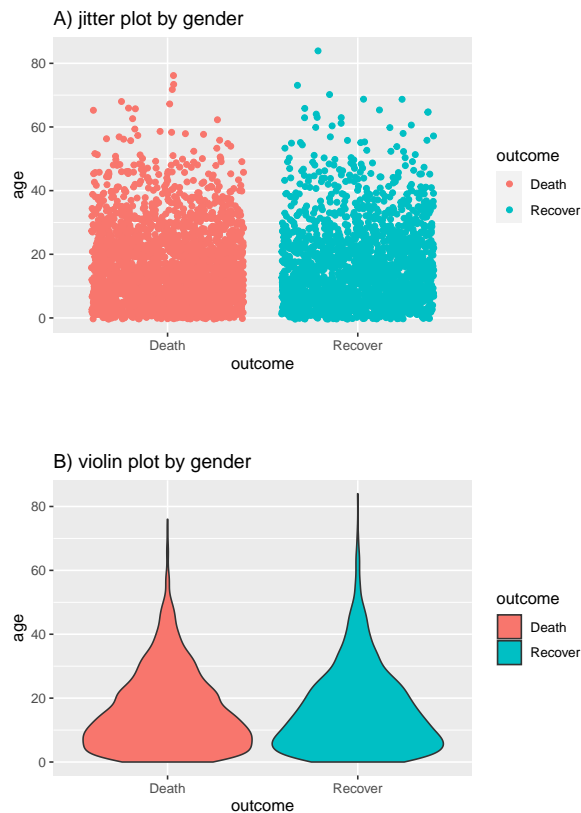 A) jitter plot by gender
80
60
40
20
0
age
Death
Recover
outcome
outcome
Death
Recover
B) violin plot by gender
80
60
40
20
0
age
Death
Recover
outcome
outcome
Death
Recover